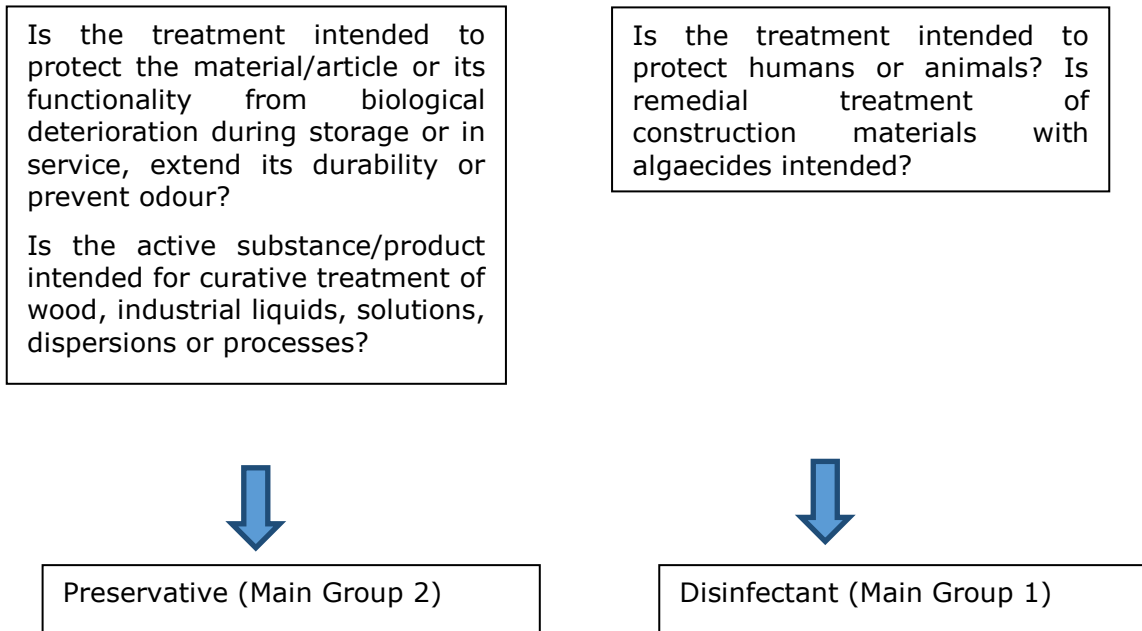 Is the treatment intended to
protect the material/article or its
functionality from biological
deterioration during storage or in
service, extend its durability or
prevent odour?
Is the active substance/product
intended for curative treatment of
wood, industrial liquids, solutions,
dispersions or processes?
Is the treatment intended to
protect humans or animals? Is
remedial treatment of
construction materials with
algaecides intended?
Preservative (Main Group 2)
Disinfectant (Main Group 1)